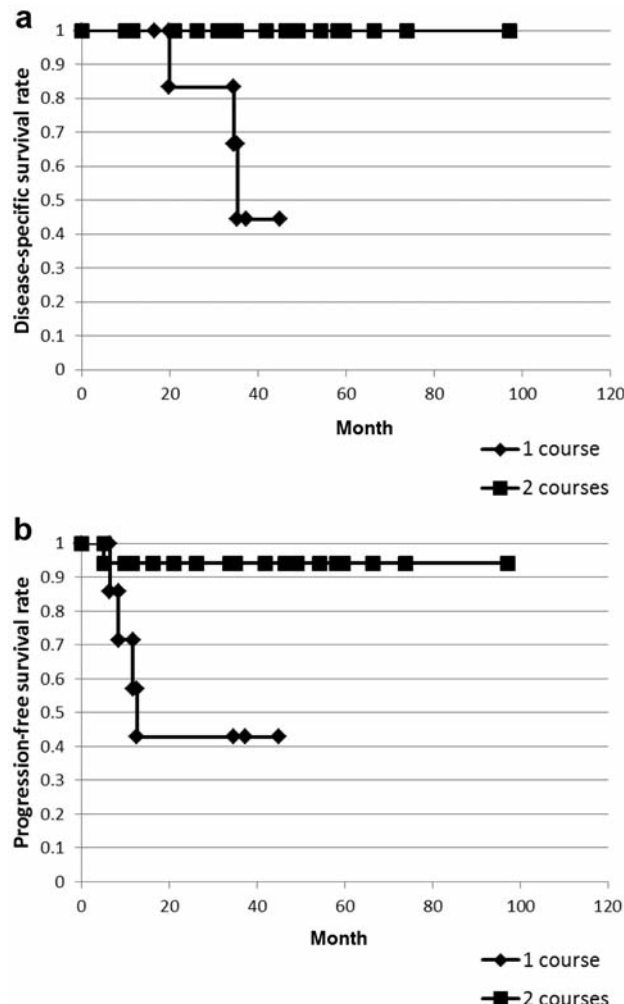 a
1
0.9
0.8
0.7
0.6
0.5
0.4
0.3
0.2
0.1
0
Disease-specific survival rate
0 20 40 60 80 100 120
Month
1 course
2 courses
b
1
0.9
0.8
0.7
0.6
0.5
0.4
0.3
0.2
0.1
0
Progression-free survival rate
0 20 40 60 80 100 120
Month
1 course
2 courses